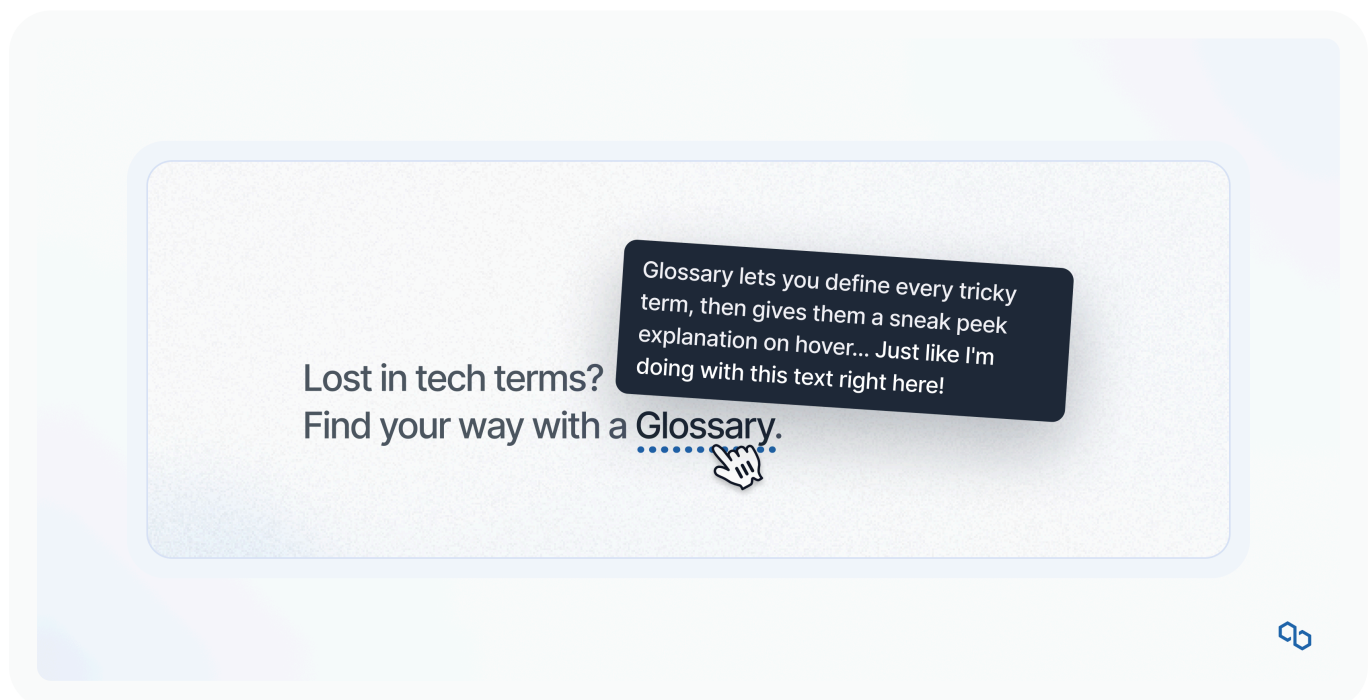 Glossary lets you define every tricky
term, then gives them a sneak peek
explanation on hover... Just like I'm
doing with this text right here!
Lost in tech terms?
Find your way with a Glossary.